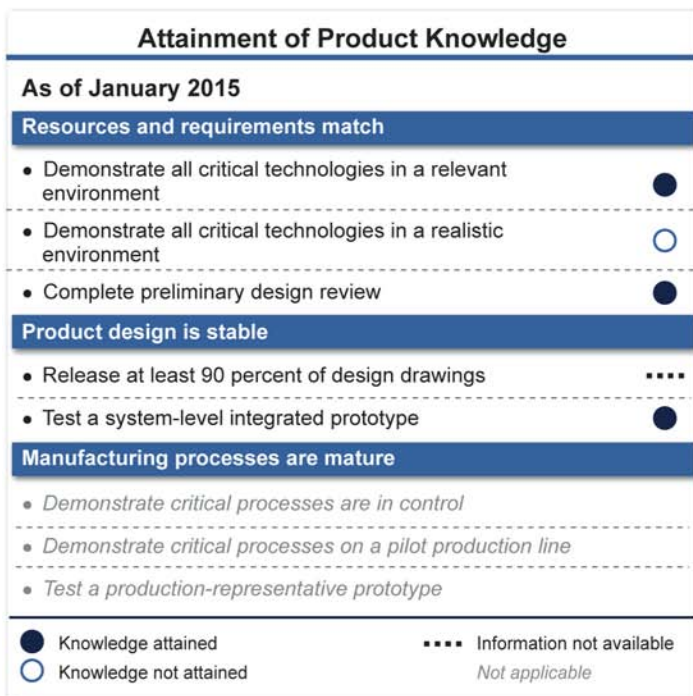 Attainment of Product Knowledge
As of January 2015
Resources and requirements match
• Demonstrate all critical technologies in a relevant
environment
• Demonstrate all critical technologies in a realistic
environment
• Complete preliminary design review
Product design is stable
• Release at least 90 percent of design drawings
• Test a system-level integrated prototype
Manufacturing processes are mature
• Demonstrate critical processes are in control
• Demonstrate critical processes on a pilot production line
• Test a production-representative prototype
Knowledge attained
Information not available
Knowledge not attained
Not applicable